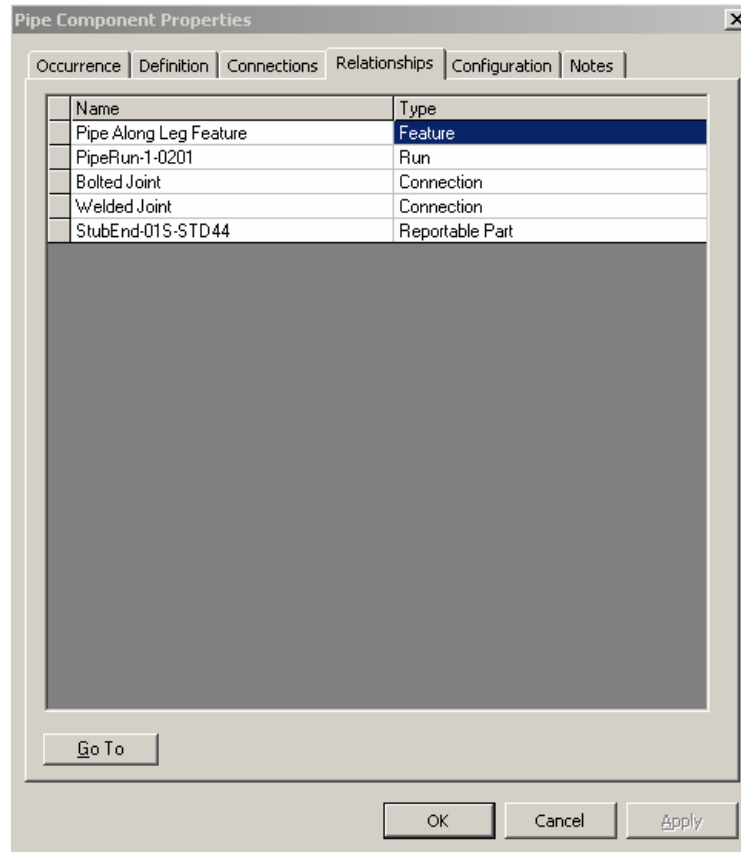 Pipe Component Properties
Occurrence Definition Connections Relationships Configuration Notes
Name Type
Pipe Along Leg Feature Feature
PipeRun-1-0201 Run
Bolted Joint Connection
Welded Joint Connection
StubEnd-01S-STD44 Reportable Part
Go To
OK Cancel Apply